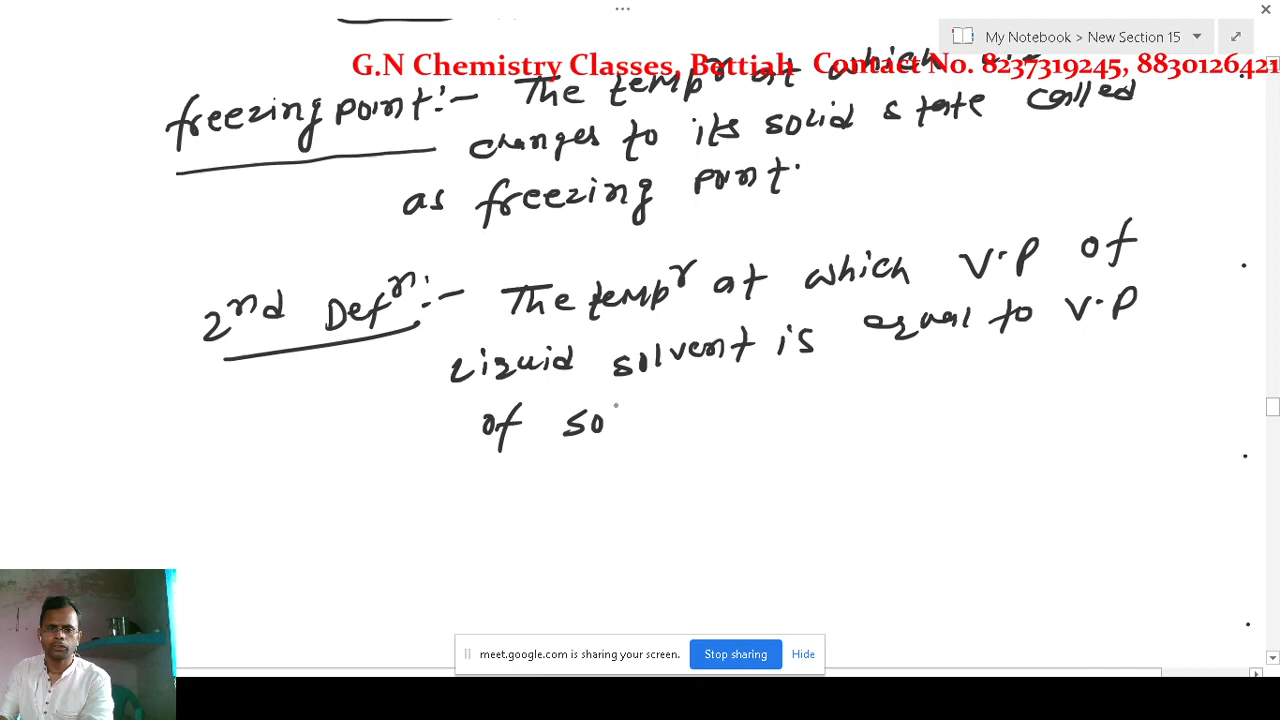 My Notebook > New Section 15
G.N Chemistry Classes, Bettiah Contact No. 8237319245, 8830126421
freezing point:- The tempr at which
changes to its solid state called
as freezing point.
2nd Defn:- The tempr at which V.P of
liquid solvent is equal to V.P
of so
meet.google.com is sharing your screen. Stop sharing Hide